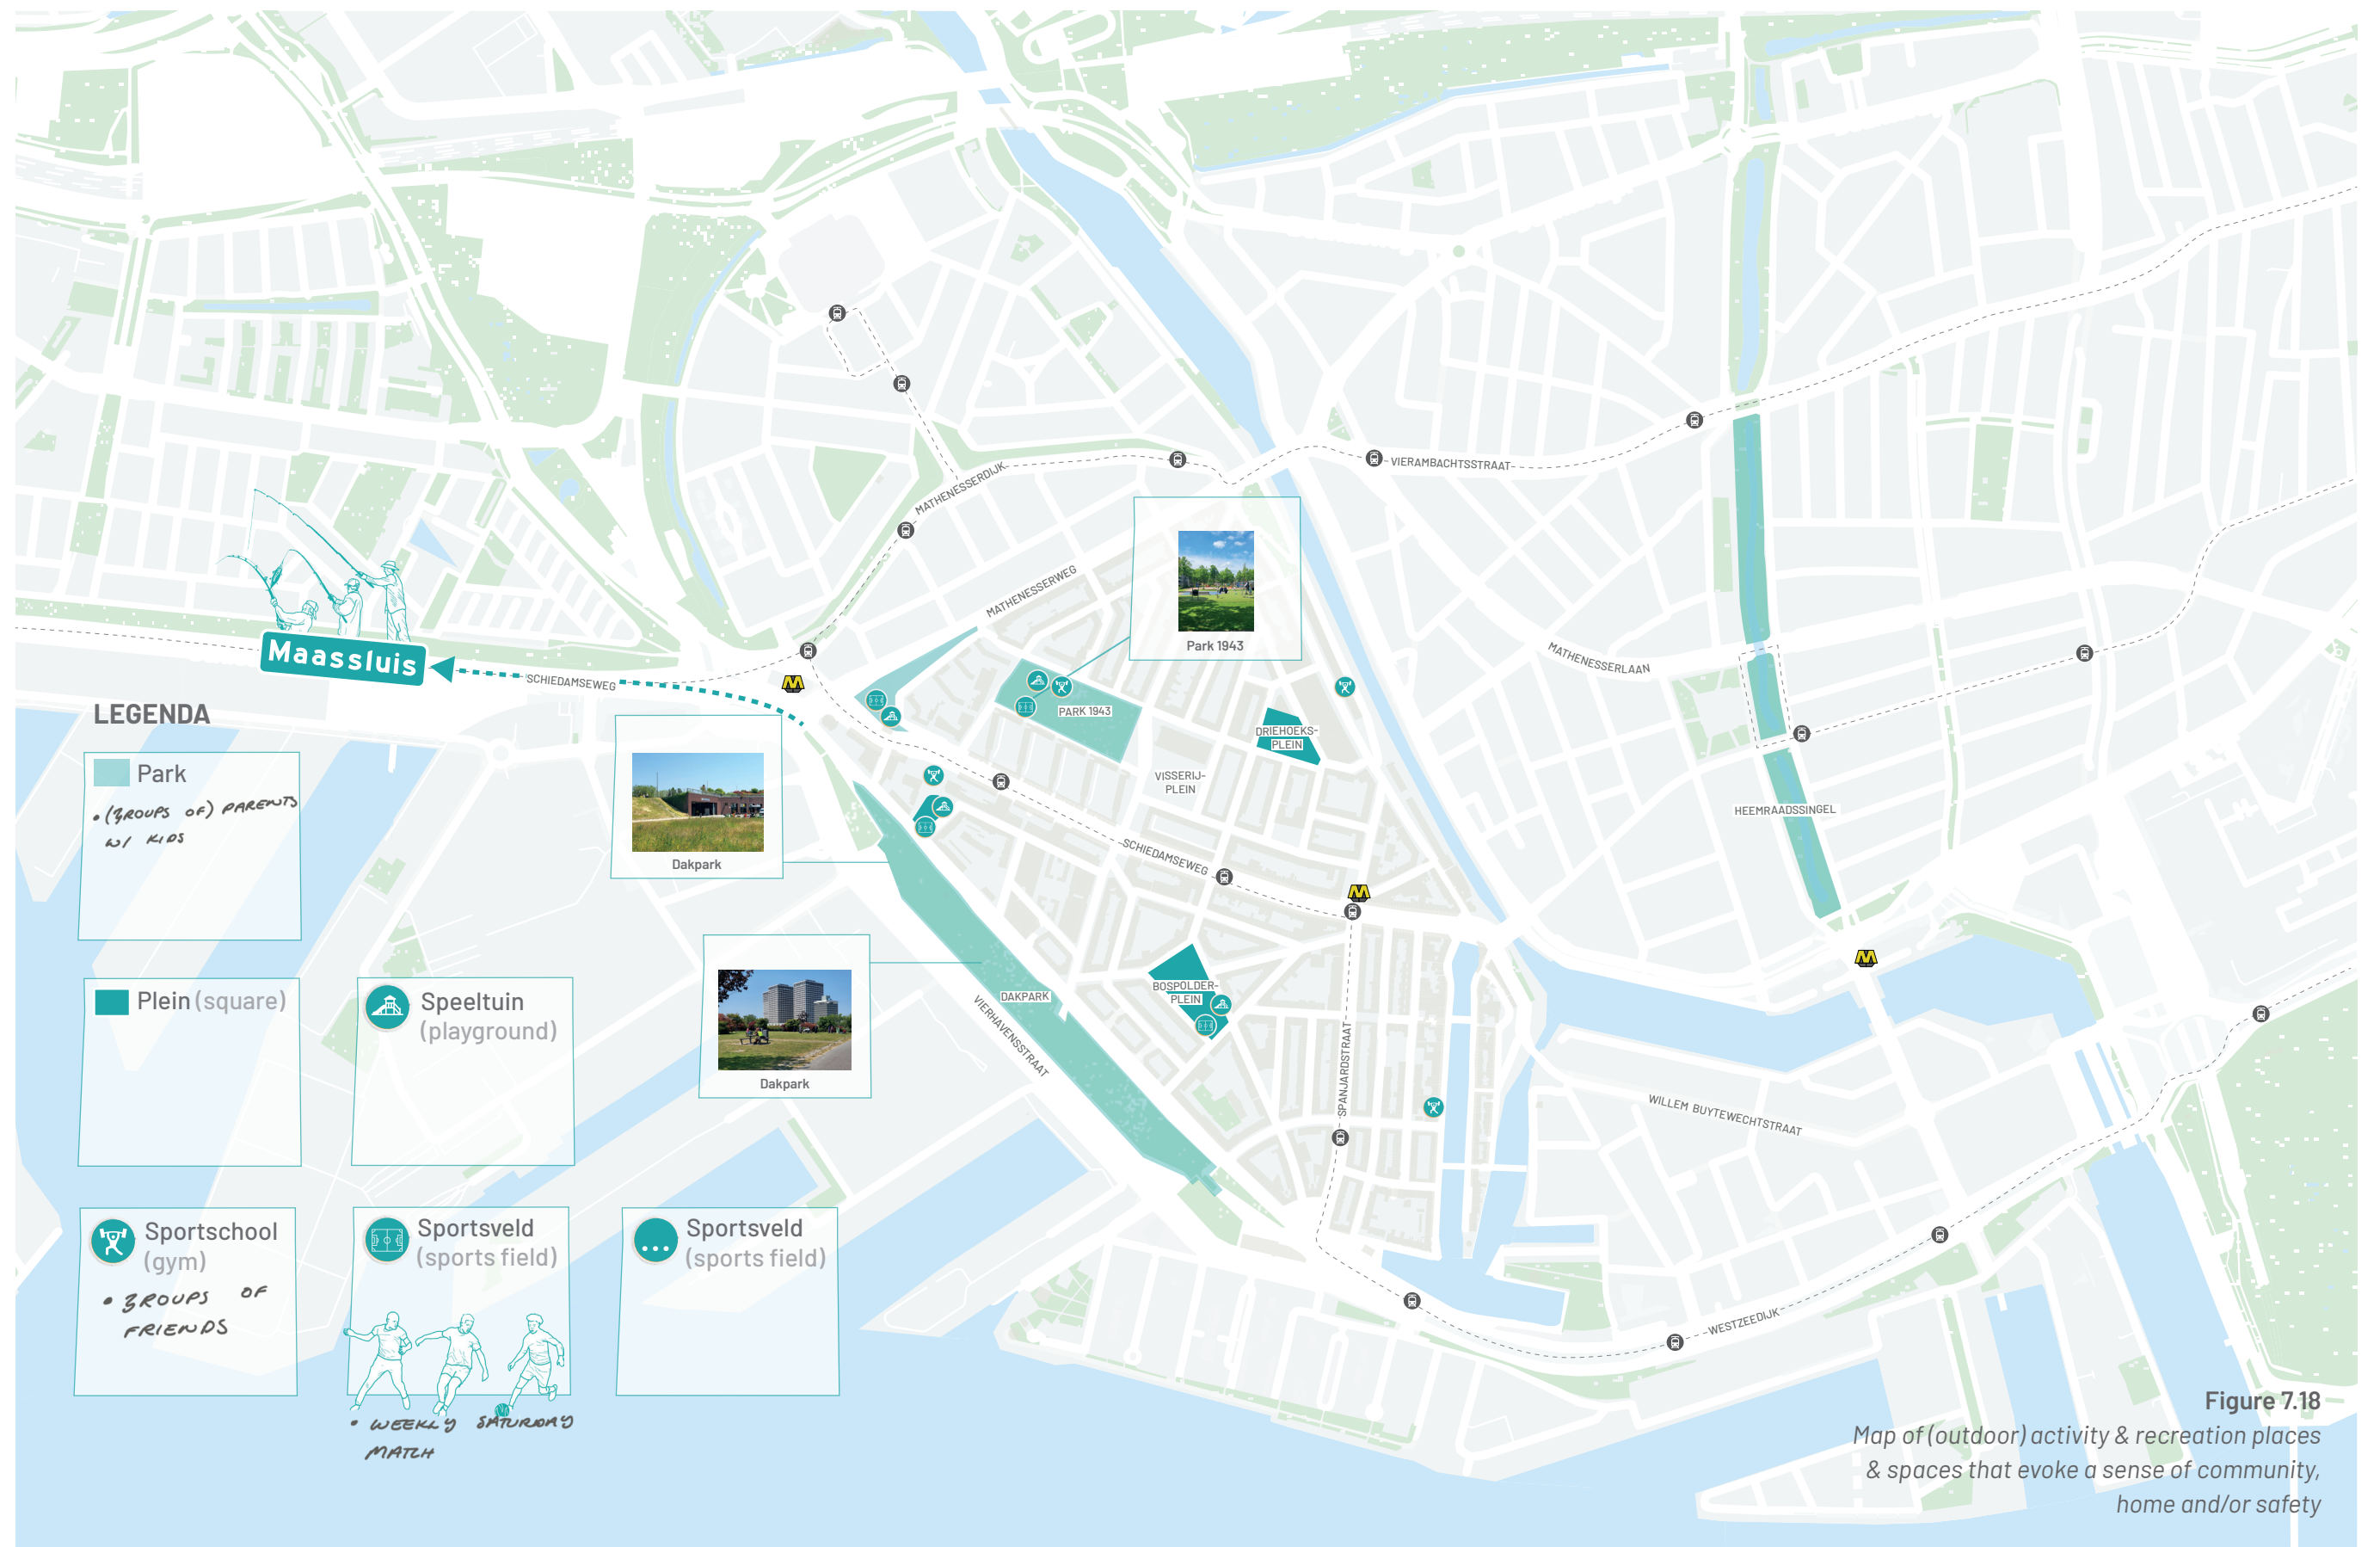 MATHENESSERDIJK
VIERAMBACHTSSTRAAT
MATHENESSERWEG
Park 1943
Maassluis
SCHIEDAMSEWEG
MATHENESSERLAAN
PARK 1943
DRIEHOEKS-
PLEIN
VISSERIJ-
PLEIN
M
Dakpark
SCHIEDAMSEWEG
M
HEEMRAADSSINGEL
M
BOSPOLDER-
PLEIN
DAKPARK
VIERHAVENSSTRAAT
Dakpark
SPANJARDSTRAAT
WILLEM BUYTEWECHTSTRAAT
WESTZEEDIJK
LEGENDA
Park
• (GROUPS OF) PARENTS
W/ KIDS
Plein (square)
Speeltuin
(playground)
Sportschool
(gym)
• GROUPS OF
FRIENDS
Sportsveld
(sports field)
• WEEKLY SATURDAY
MATCH
Sportsveld
(sports field)
Figure 7.18
Map of (outdoor) activity & recreation places
& spaces that evoke a sense of community,
home and/or safety